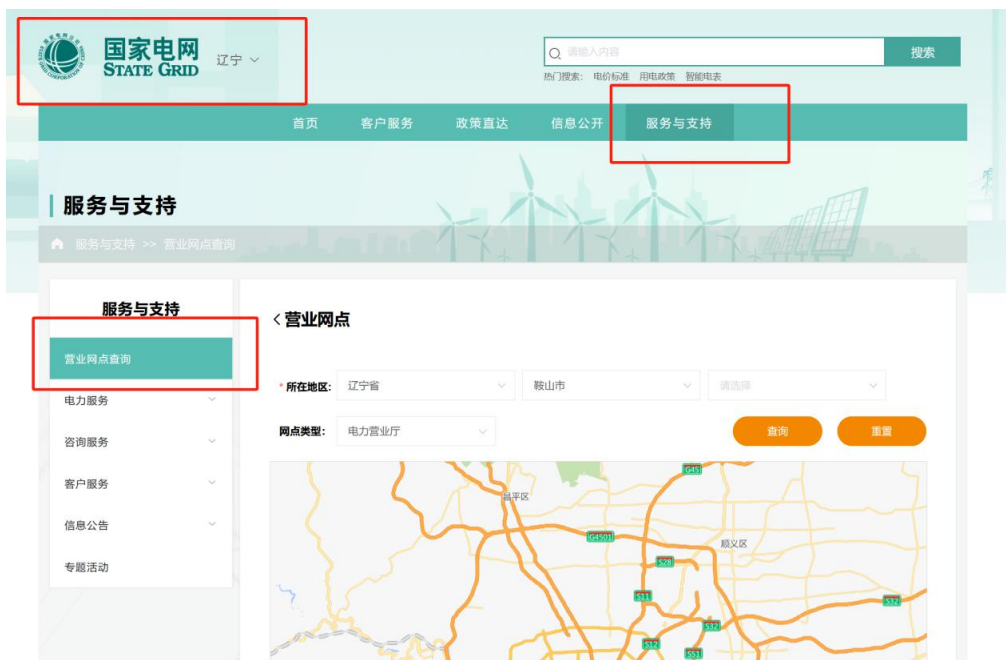 国家电网
STATE GRID
辽宁
请输入内容
搜索
热门搜索: 电价标准 用电政策 智能电表
首页 客户服务 政策直达 信息公开 服务与支持
服务与支持
服务与支持 >> 营业网点查询
服务与支持
营业网点查询
电力服务
咨询服务
客户服务
信息公告
专题活动
营业网点
* 所在地区: 辽宁省 鞍山市 请选择
网点类型: 电力营业厅 查询 重置
G45
昌平区
G4501
顺义区
S28
S11
S32
S32
S12
S51